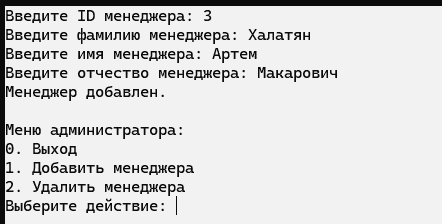 Введите ID менеджера: 3
Введите фамилию менеджера: Халатян
Введите имя менеджера: Артем
Введите отчество менеджера: Макарович
Менеджер добавлен.

Меню администратора:
0. Выход
1. Добавить менеджера
2. Удалить менеджера
Выберите действие: